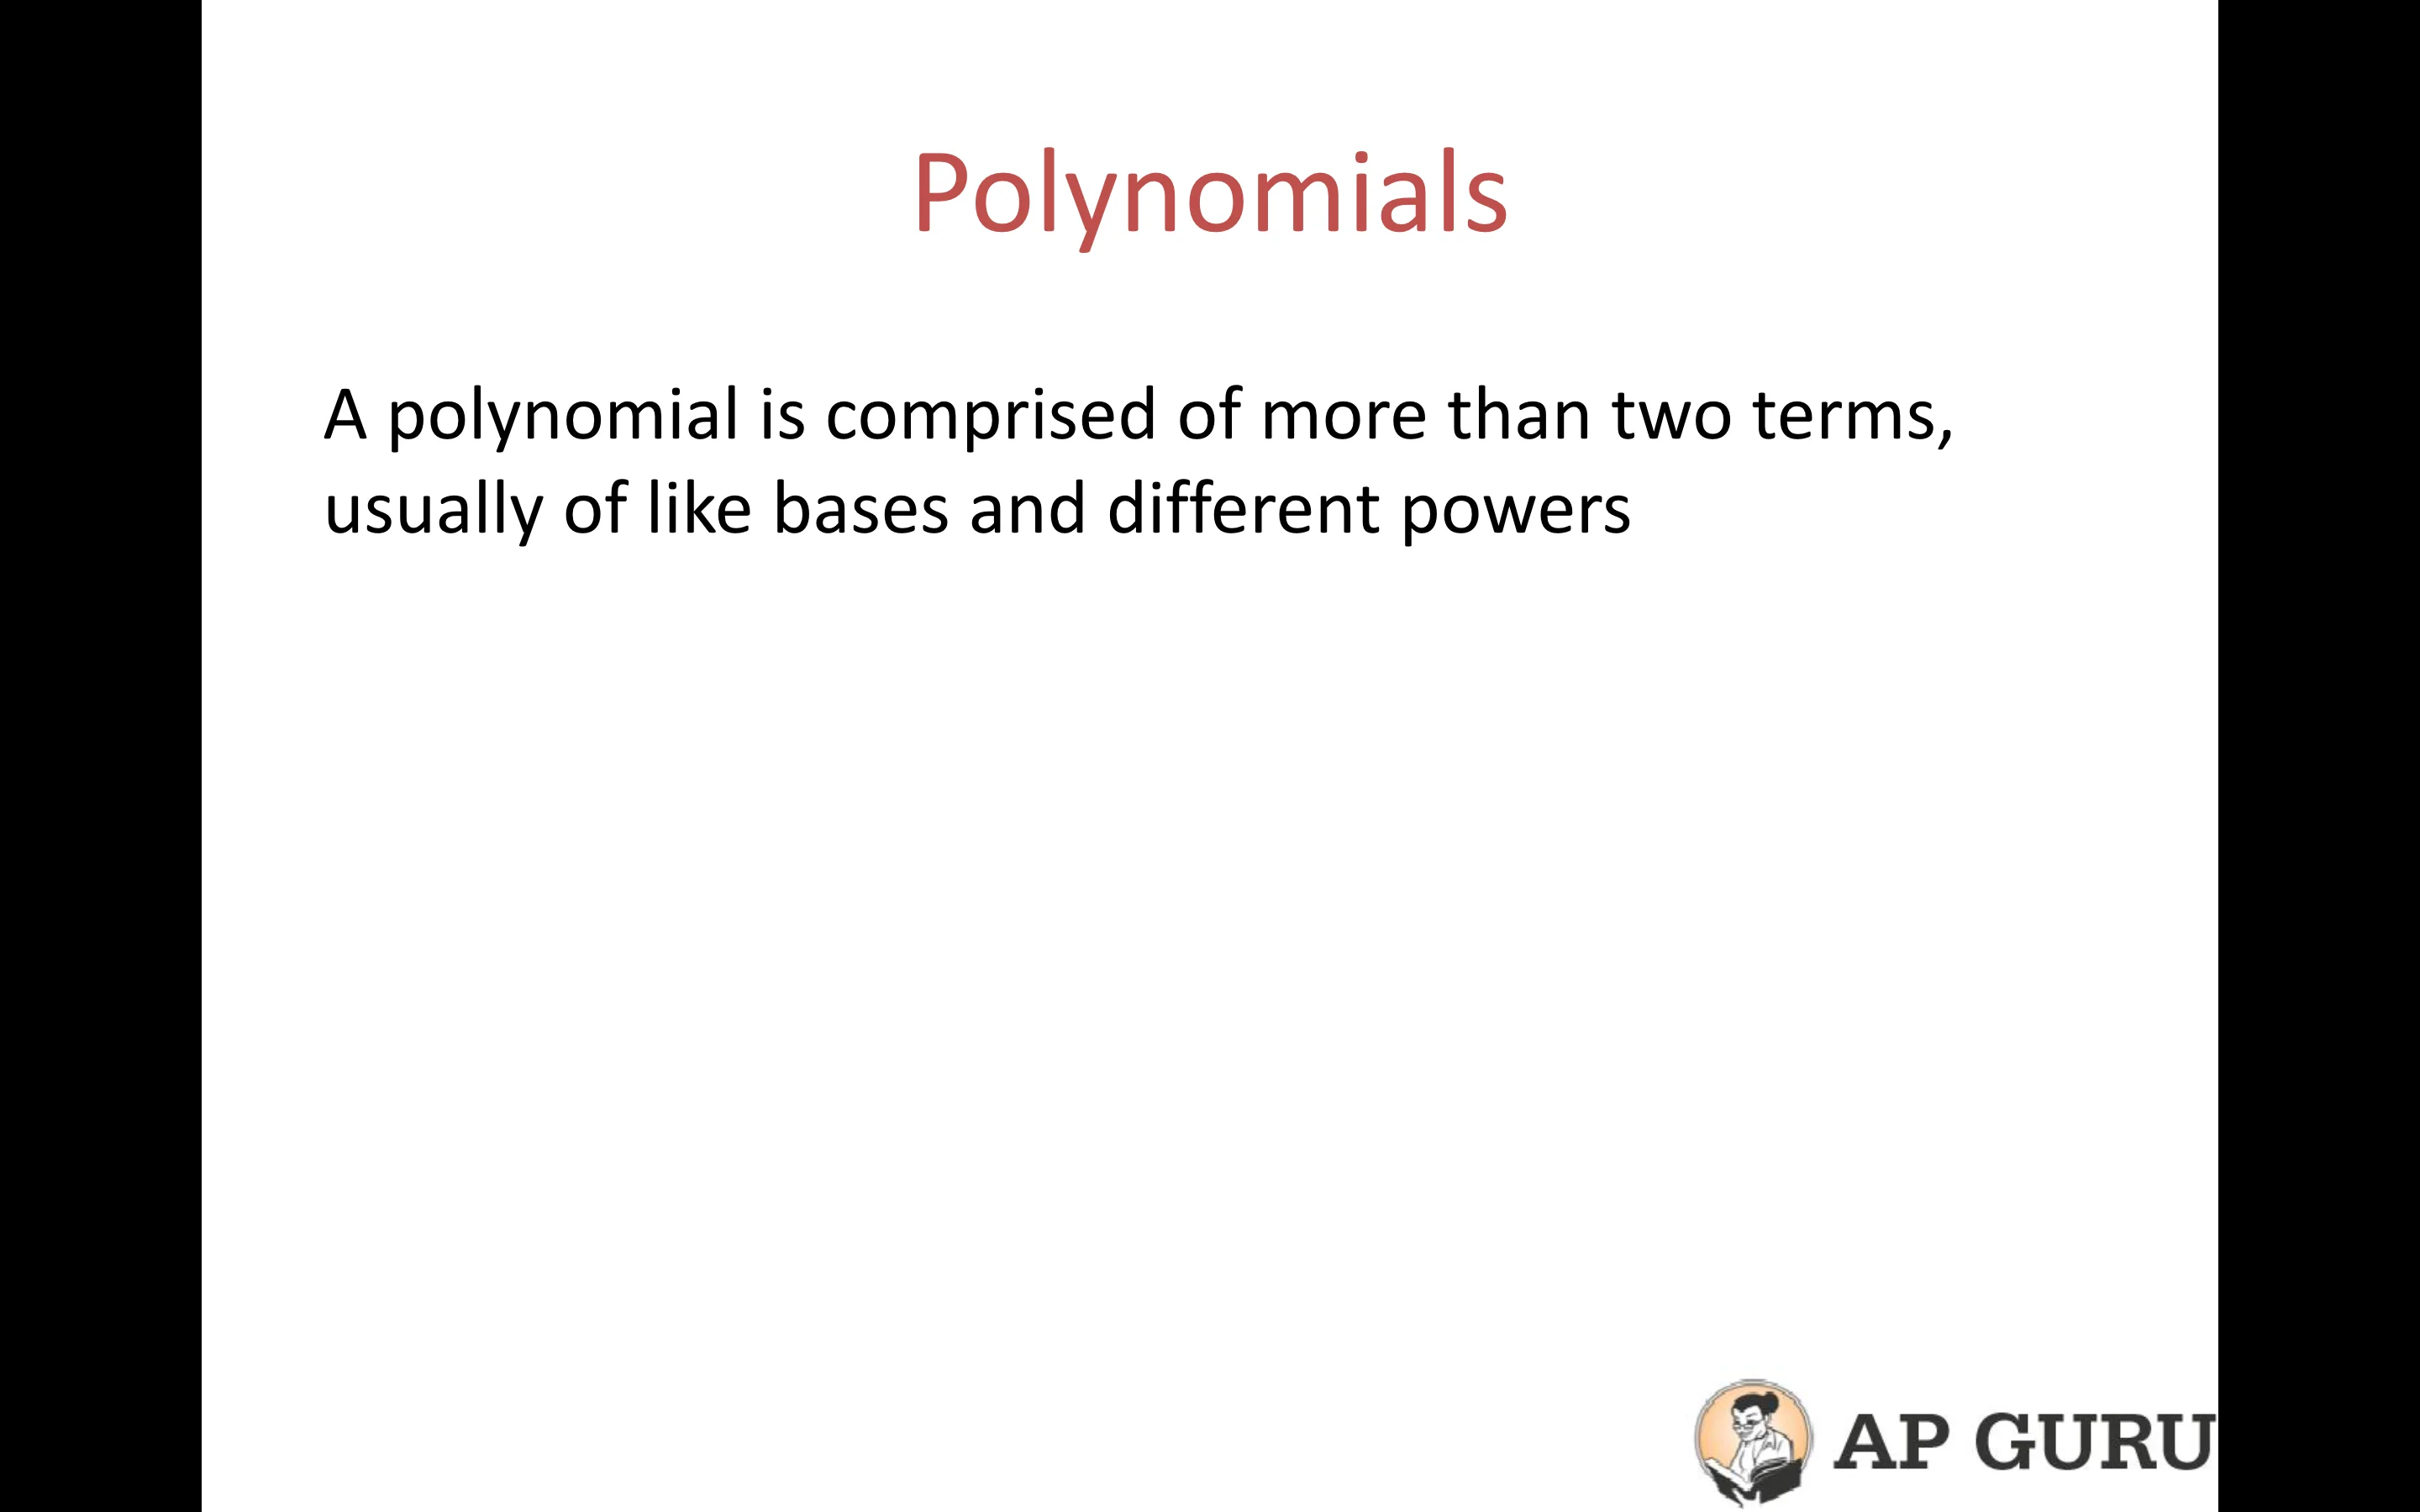 Polynomials
A polynomial is comprised of more than two terms,
usually of like bases and different powers
AP GURU